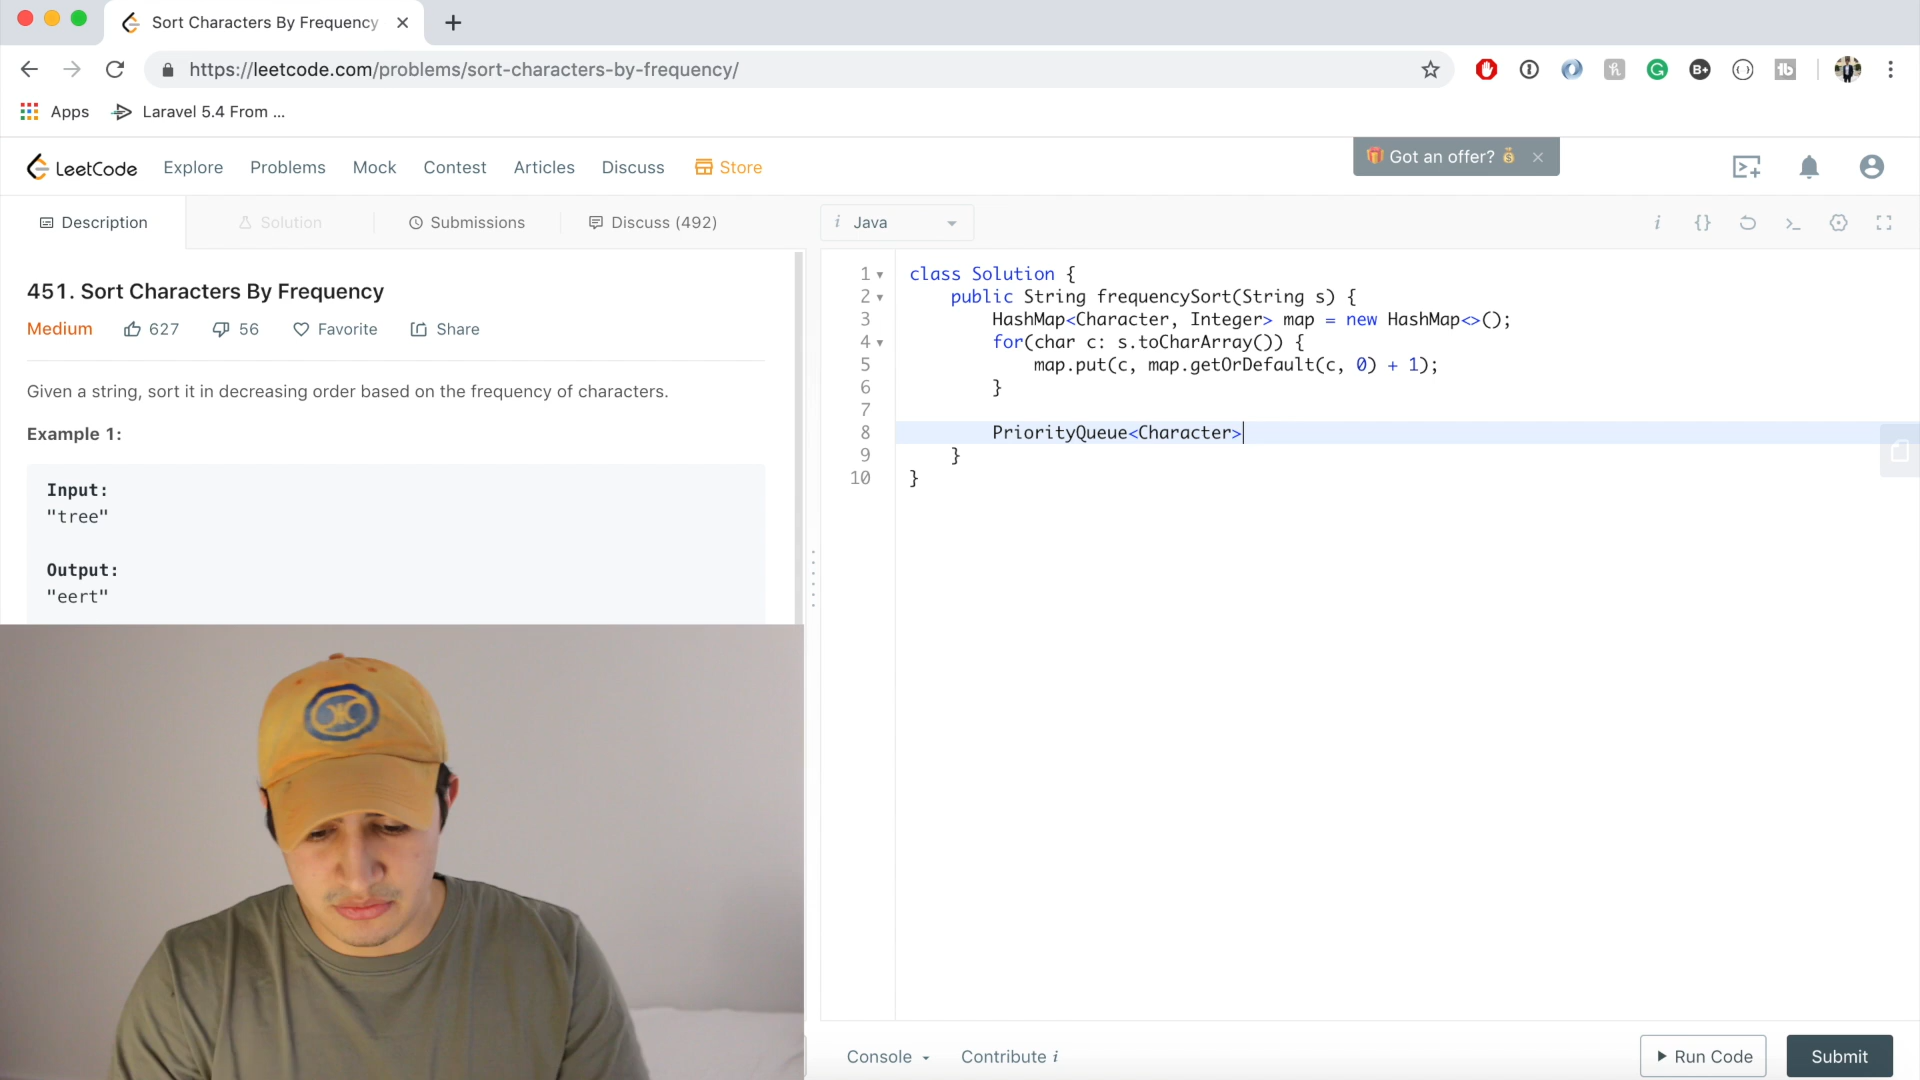 Sort Characters By Frequency
https://leetcode.com/problems/sort-characters-by-frequency/
Apps
Laravel 5.4 From ...
LeetCode
Explore
Problems
Mock
Contest
Articles
Discuss
Store
Got an offer?
Description
Solution
Submissions
Discuss (492)
i Java
451. Sort Characters By Frequency
Medium
627
56
Favorite
Share
Given a string, sort it in decreasing order based on the frequency of characters.
Example 1:
Input:
"tree"
Output:
"eert"
1 class Solution {
2 public String frequencySort(String s) {
3 HashMap<Character, Integer> map = new HashMap<>();
4 for(char c: s.toCharArray()) {
5 map.put(c, map.getOrDefault(c, 0) + 1);
6 }
7
8 PriorityQueue<Character>
9 }
10 }
Console
Contribute i
Run Code
Submit